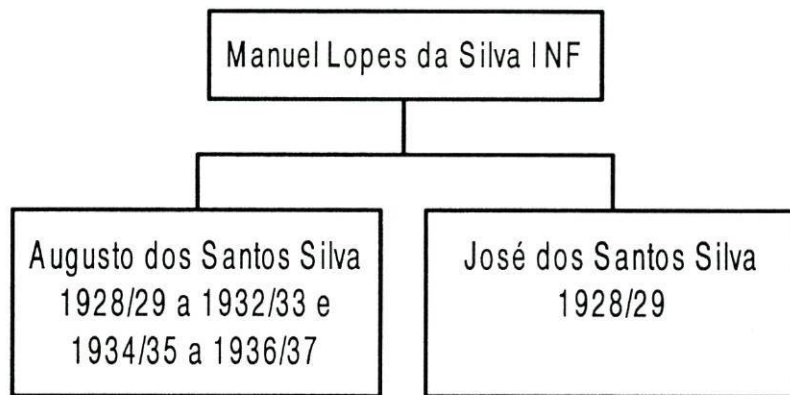 Manuel Lopes da Silva I NF
Augusto dos Santos Silva
1928/29 a 1932/33 e
1934/35 a 1936/37
José dos Santos Silva
1928/29